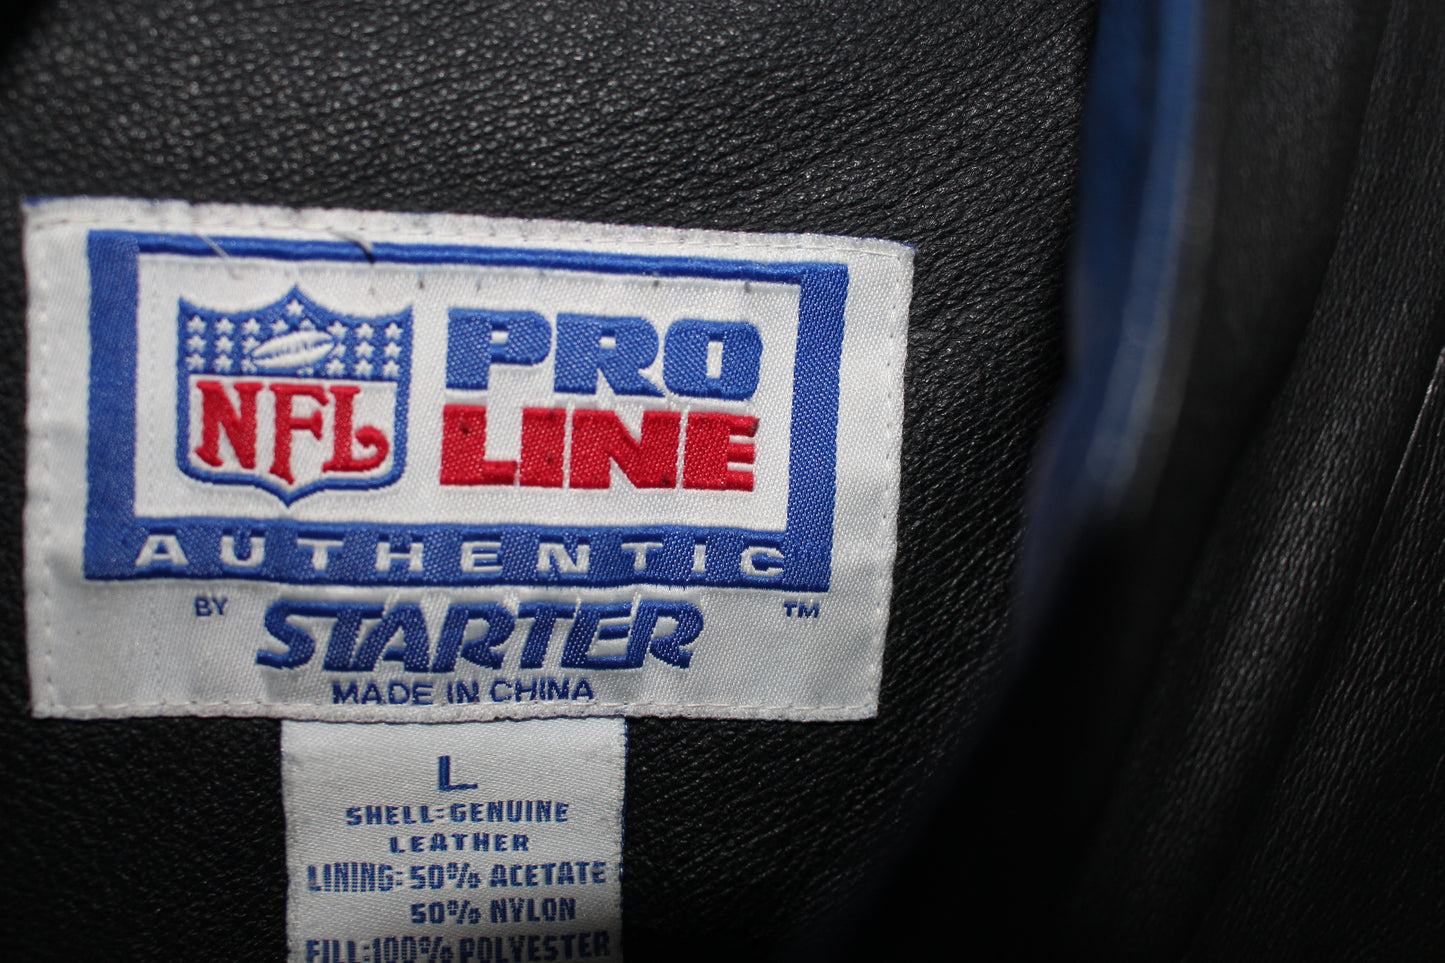 NFL
PRO
LINE
AUTHENTIC
BY STARTER ™
MADE IN CHINA
L
SHELL:GENUINE
LEATHER
LINING:50% ACETATE
50% NYLON
FILL:100% POLYESTER